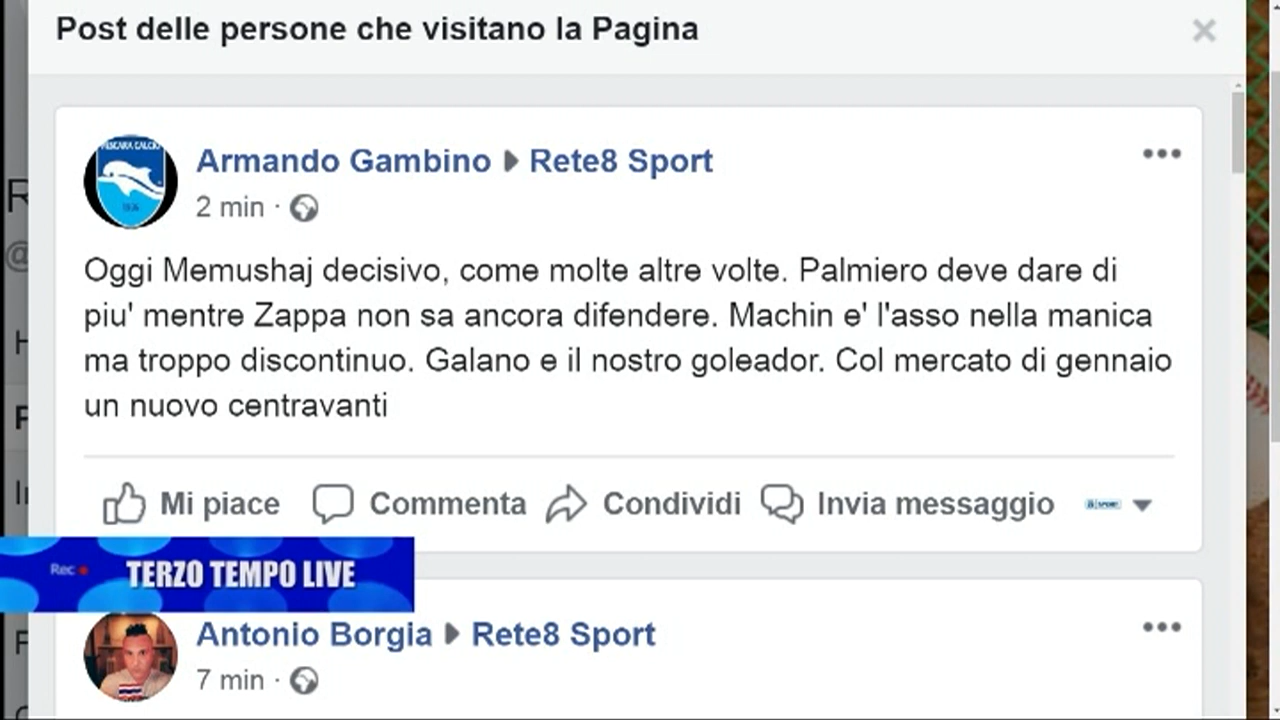 Post delle persone che visitano la Pagina
PESCARA CALCIO
1936
Armando Gambino Rete8 Sport
2 min ·
Oggi Memushaj decisivo, come molte altre volte. Palmiero deve dare di
piu' mentre Zappa non sa ancora difendere. Machin e' l'asso nella manica
ma troppo discontinuo. Galano e il nostro goleador. Col mercato di gennaio
un nuovo centravanti
Mi piace Commenta Condividi Invia messaggio
Rec TERZO TEMPO LIVE
Antonio Borgia Rete8 Sport
7 min ·